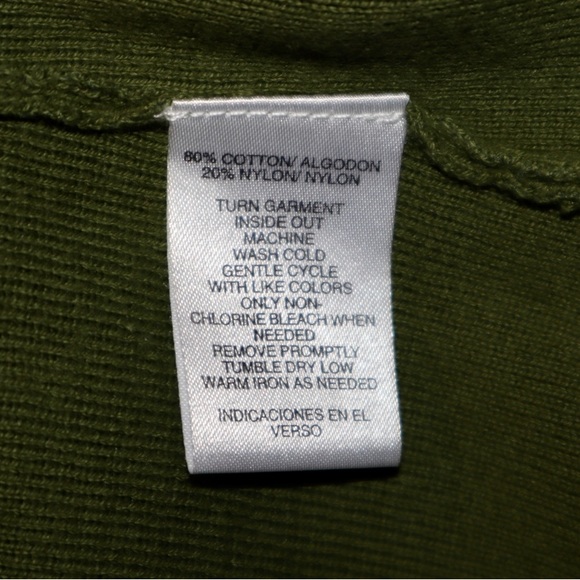 80% COTTON/ ALGODON
20% NYLON/ NYLON
TURN GARMENT
INSIDE OUT
MACHINE
WASH COLD
GENTLE CYCLE
WITH LIKE COLORS
ONLY NON-
CHLORINE BLEACH WHEN
NEEDED
REMOVE PROMPTLY
TUMBLE DRY LOW
WARM IRON AS NEEDED
INDICACIONES EN EL
VERSO